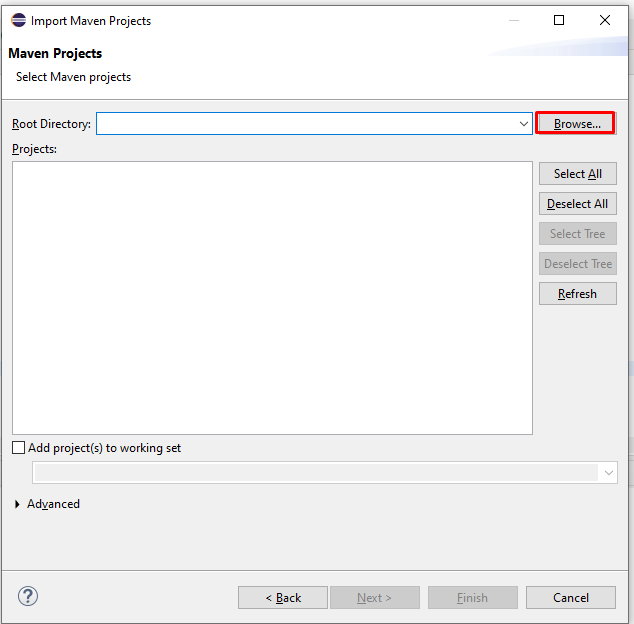 Import Maven Projects
Maven Projects
Select Maven projects
Root Directory:
Browse...
Projects:
Select All
Deselect All
Select Tree
Deselect Tree
Refresh
Add project(s) to working set
Advanced
?
< Back
Next >
Finish
Cancel